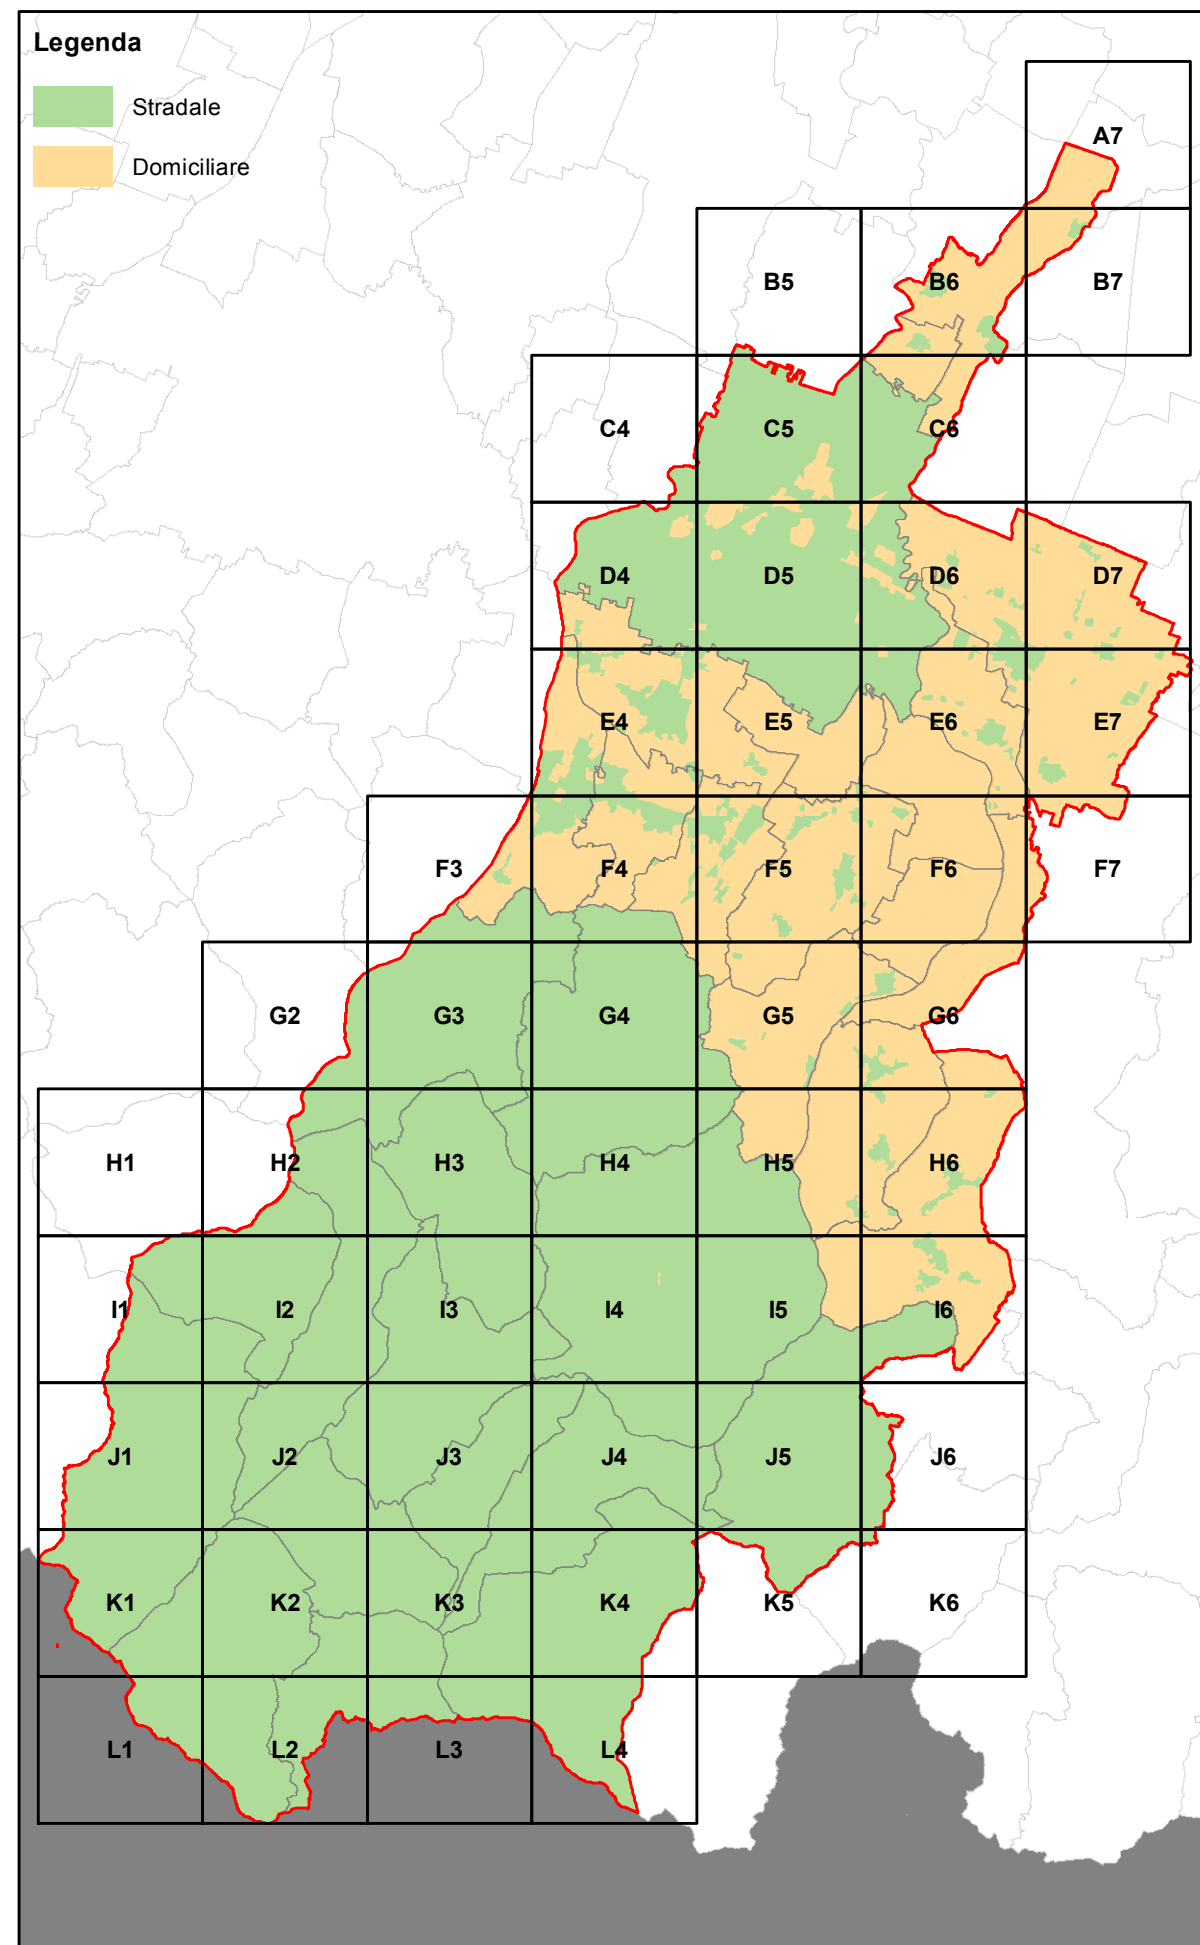 Legenda
Stradale
Domiciliare
A7
B5 B6 B7
C4 C5 C6
D4 D5 D6 D7
E4 E5 E6 E7
F3 F4 F5 F6 F7
G2 G3 G4 G5 G6
H1 H2 H3 H4 H5 H6
I1 I2 I3 I4 I5 I6
J1 J2 J3 J4 J5 J6
K1 K2 K3 K4 K5 K6
L1 L2 L3 L4